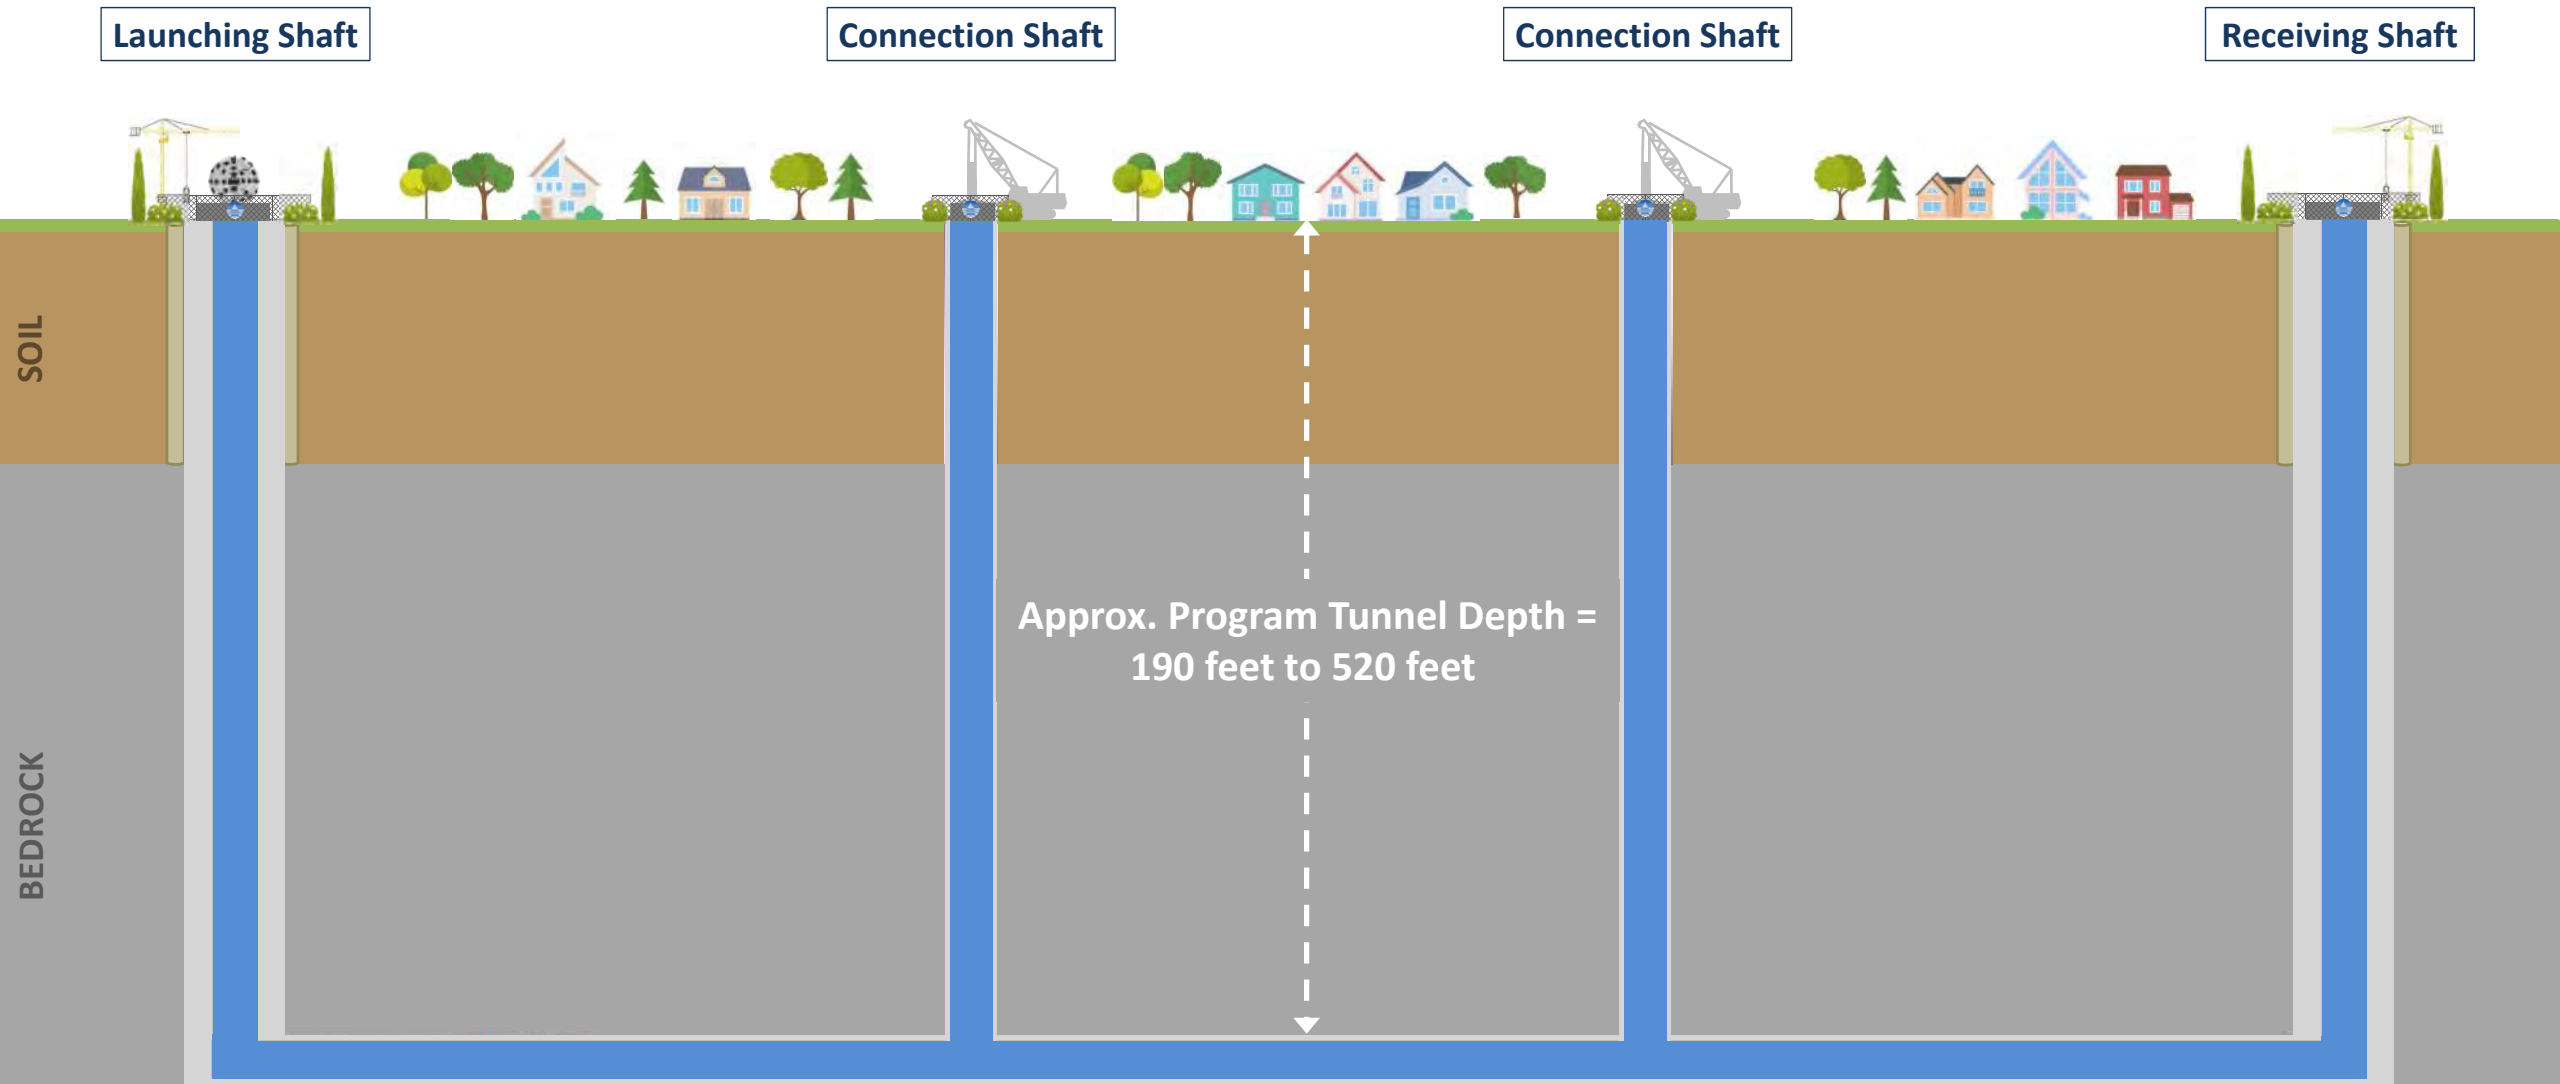 Launching Shaft
Connection Shaft
Connection Shaft
Receiving Shaft
SOIL
Approx. Program Tunnel Depth =
190 feet to 520 feet
BEDROCK